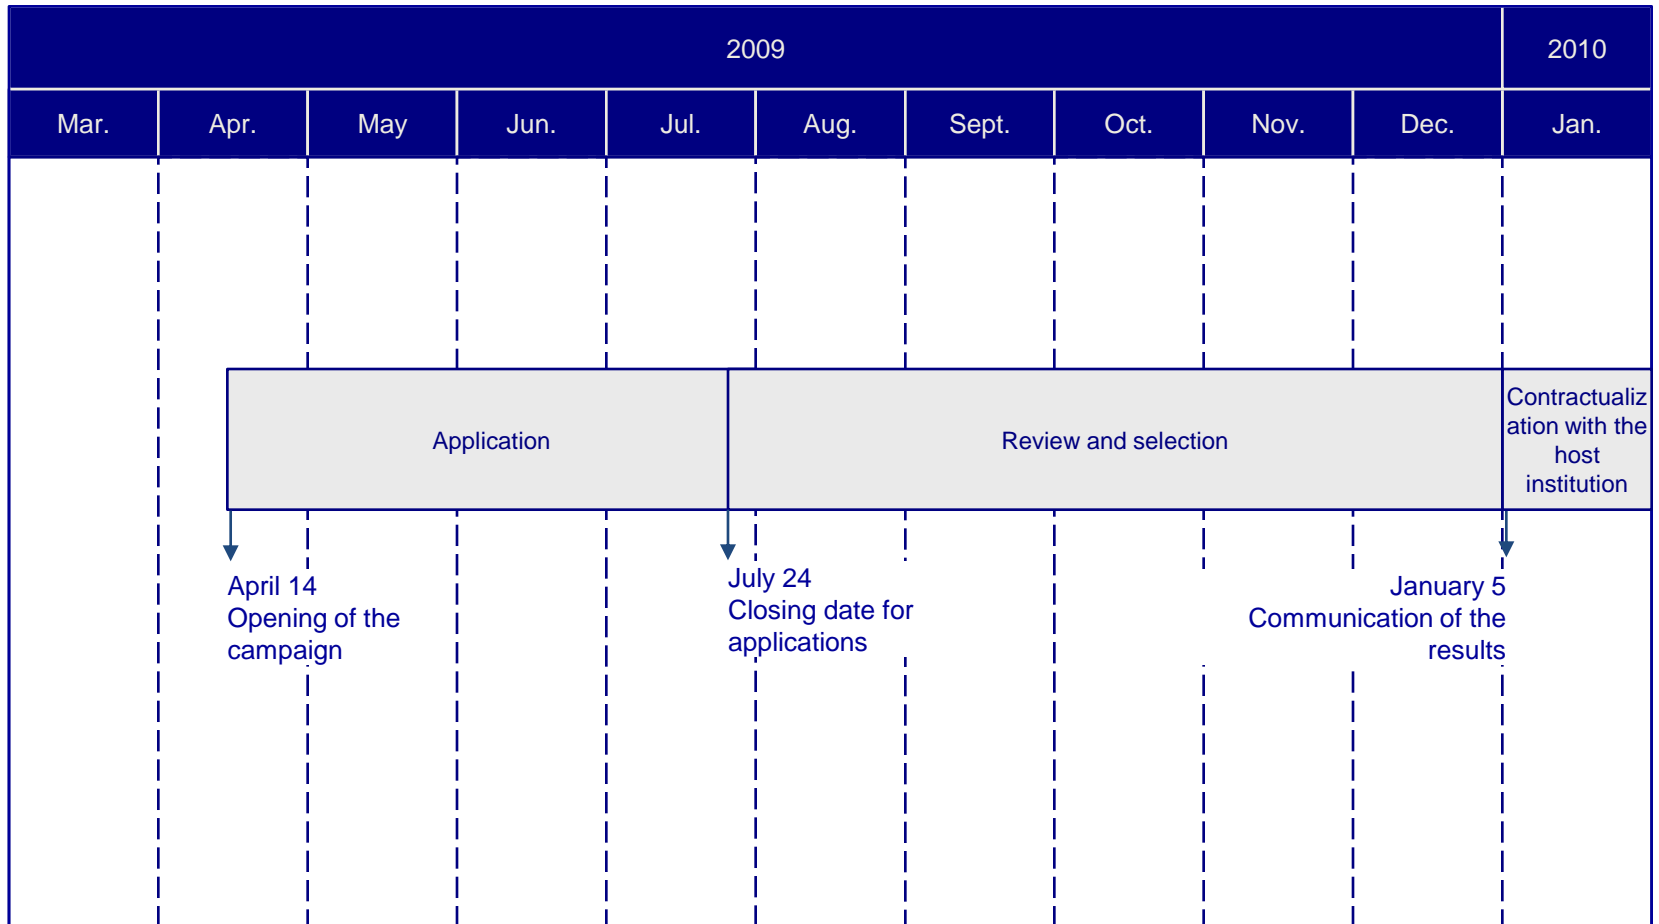 2009
2010
Mar.
Apr.
May
Jun.
Jul.
Aug.
Sept.
Oct.
Nov.
Dec.
Jan.
Application
Review and selection
Contractualiz
ation with the
host
institution
April 14
Opening of the
campaign
July 24
Closing date for
applications
January 5
Communication of the
results